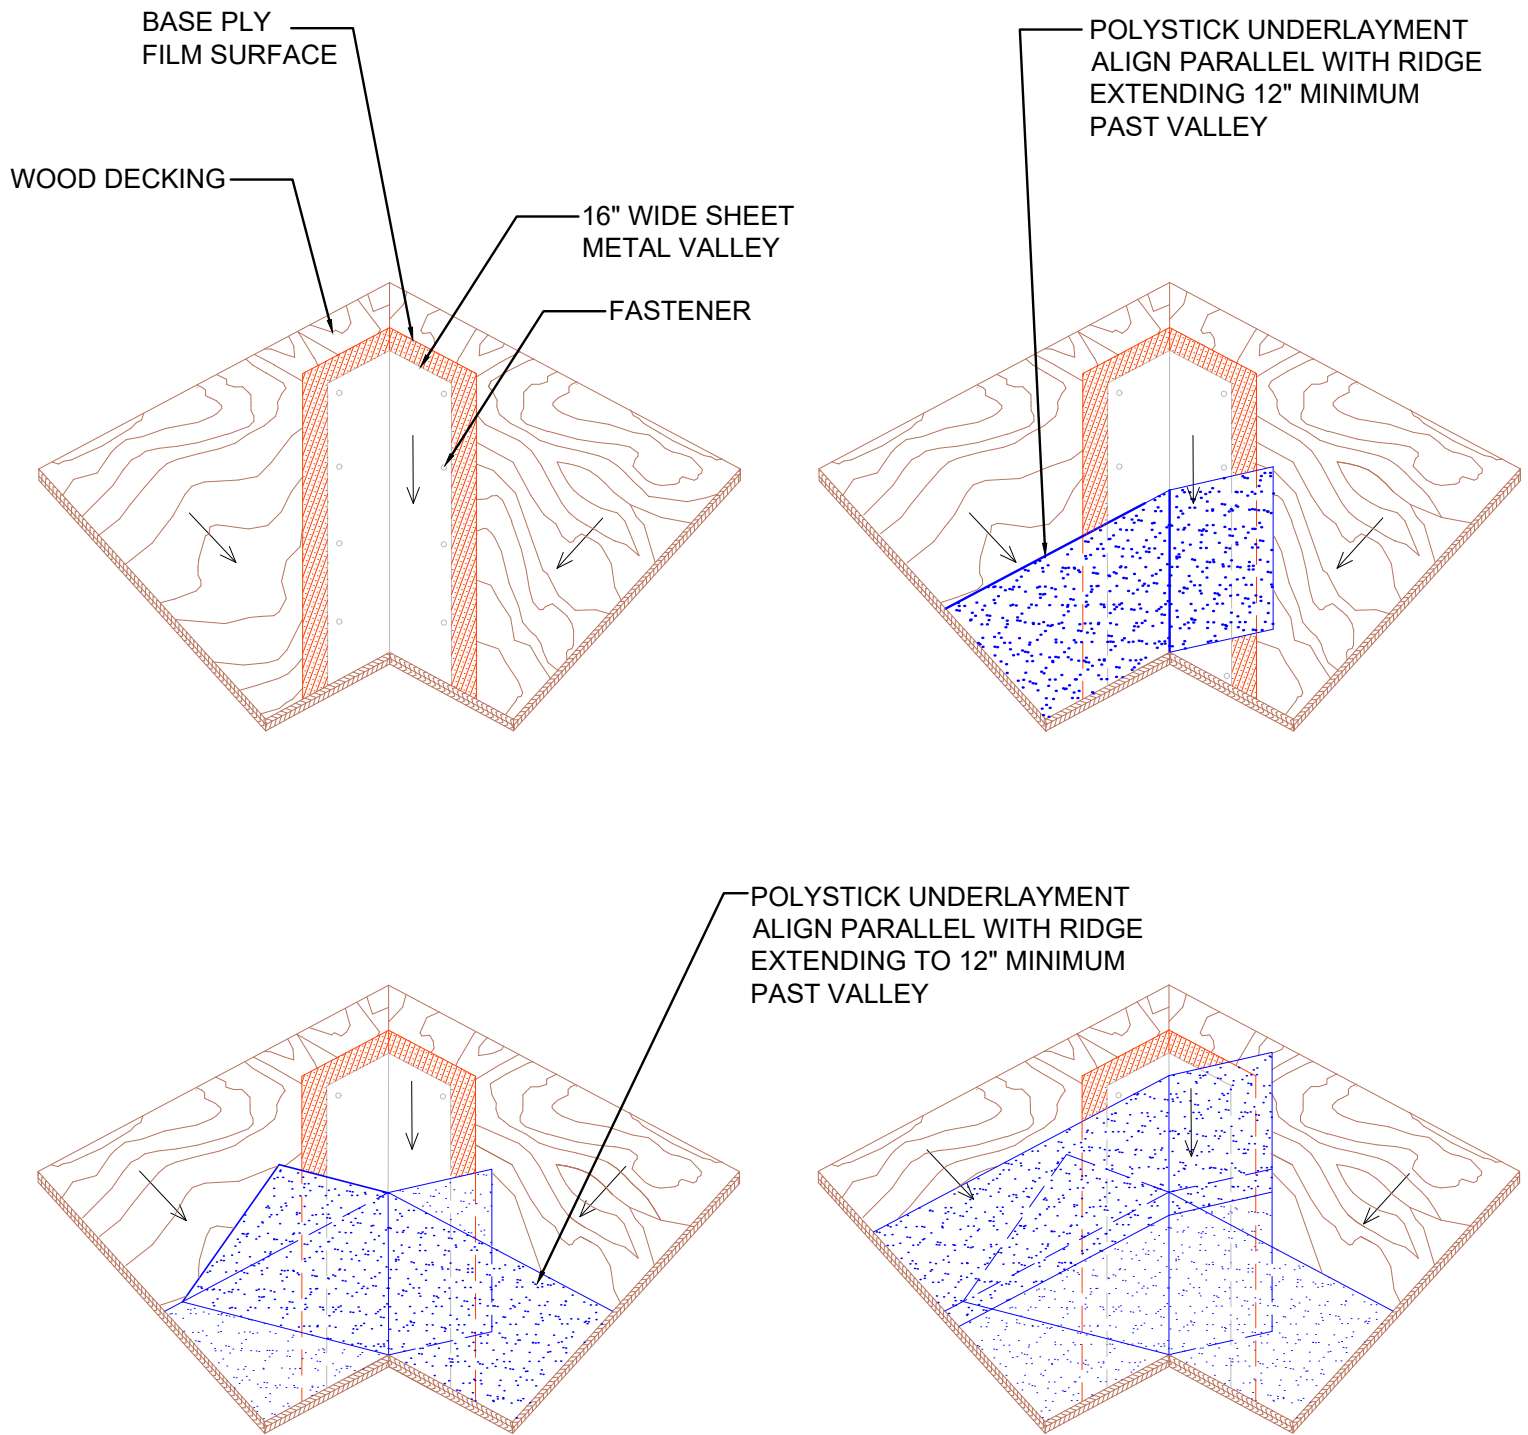 BASE PLY
FILM SURFACE
WOOD DECKING
16" WIDE SHEET
METAL VALLEY
FASTENER
POLYSTICK UNDERLAYMENT
ALIGN PARALLEL WITH RIDGE
EXTENDING 12" MINIMUM
PAST VALLEY
POLYSTICK UNDERLAYMENT
ALIGN PARALLEL WITH RIDGE
EXTENDING TO 12" MINIMUM
PAST VALLEY